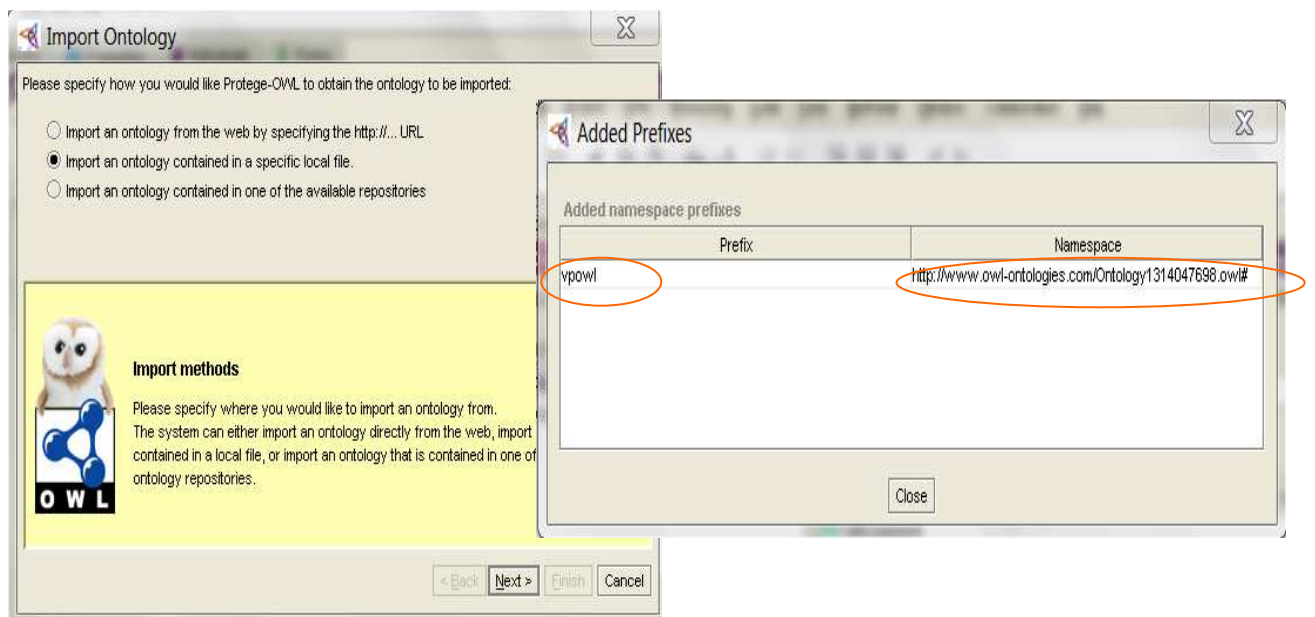 Import Ontology
Please specify how you would like Protege-OWL to obtain the ontology to be imported:
Import an ontology from the web by specifying the http://... URL
Import an ontology contained in a specific local file.
Import an ontology contained in one of the available repositories
Import methods
Please specify where you would like to import an ontology from.
The system can either import an ontology directly from the web, import
contained in a local file, or import an ontology that is contained in one of
ontology repositories.
OWL
< Back Next > Finish Cancel
Added Prefixes
Added namespace prefixes
Prefix Namespace
vpowl http://www.owl-ontologies.com/Ontology1314047698.owl#
Close